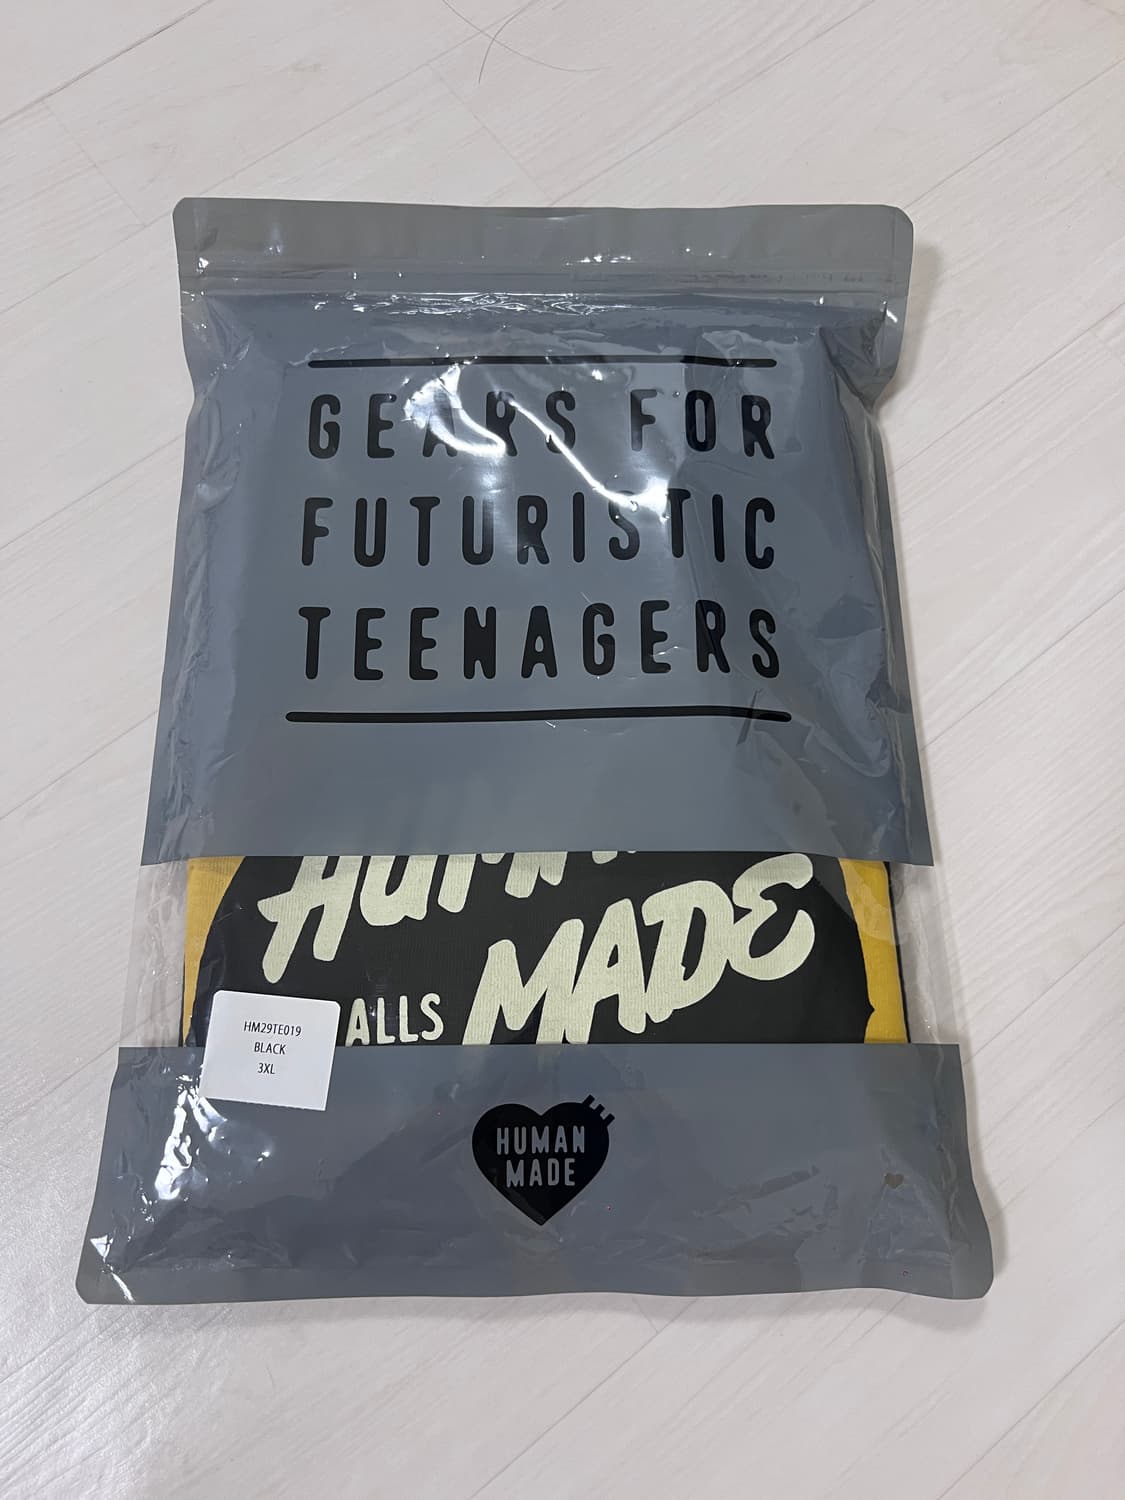 GEARS FOR
FUTURISTIC
TEENAGERS
MADE
ALLS
HM29TE019
BLACK
3XL
HUMAN
MADE